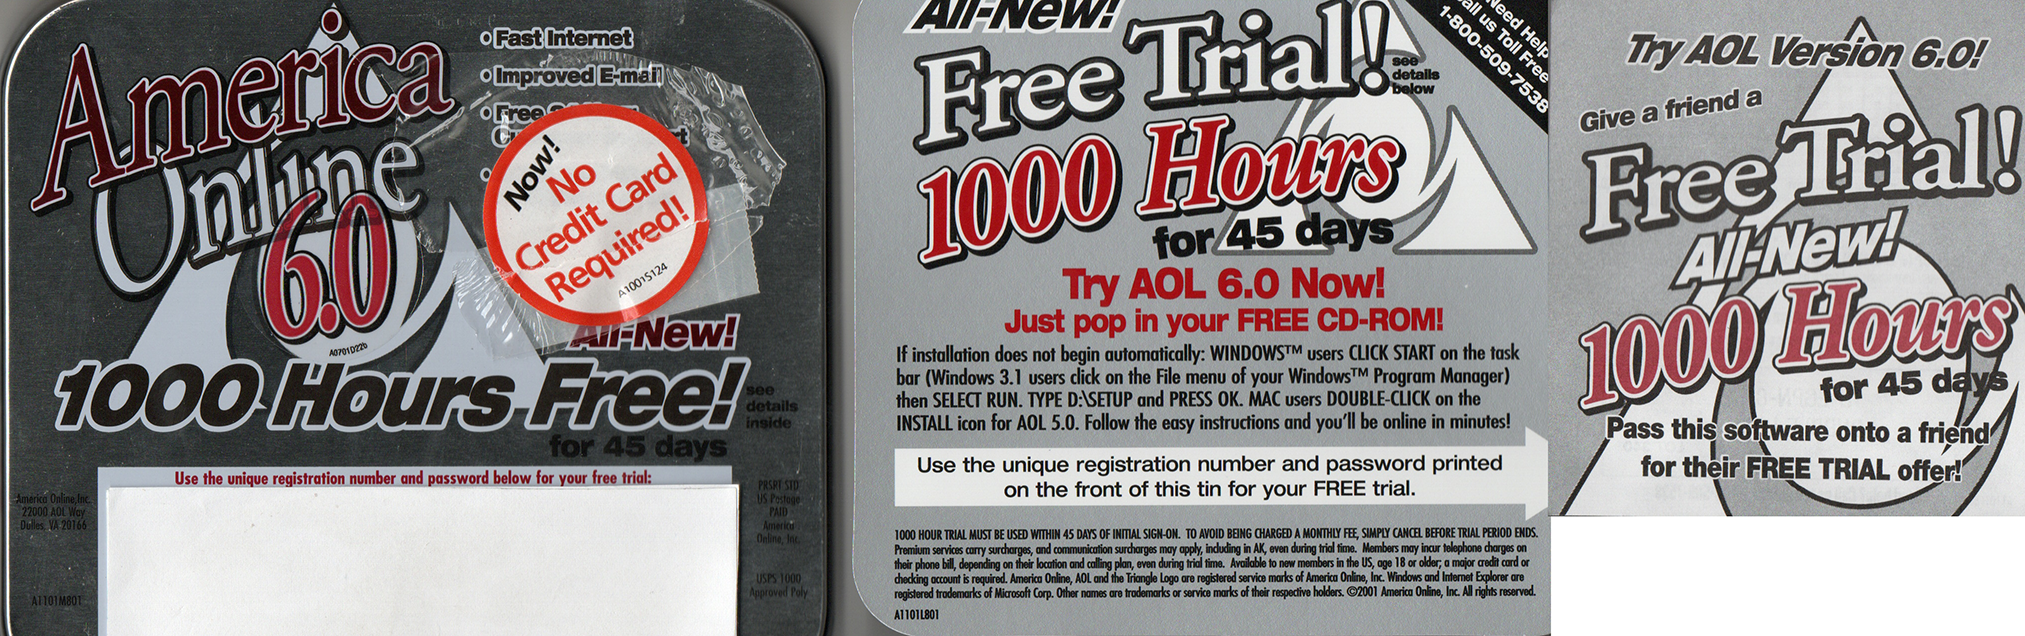 America
Online
6.0
A0701D22b
• Fast Internet
• Improved E-mail
• Free
Now!
No
Credit Card
Required!
A10015124
All-New!
1000 Hours Free!
see
details
inside
for 45 days
Use the unique registration number and password below for your free trial:
America Online, Inc.
22000 AOL Way
Dulles, VA 20166
PRSRT STD
US Postage
PAID
America
Online, Inc.
USPS 1000
Approved Poly
A1101M801
All-New!
Free Trial!
see
details
below
Need Help
Call us Toll Free
1-800-509-7538
1000 Hours
for 45 days
Try AOL 6.0 Now!
Just pop in your FREE CD-ROM!
If installation does not begin automatically: WINDOWS™ users CLICK START on the task
bar (Windows 3.1 users click on the File menu of your Windows™ Program Manager)
then SELECT RUN. TYPE D:\SETUP and PRESS OK. MAC users DOUBLE-CLICK on the
INSTALL icon for AOL 5.0. Follow the easy instructions and you'll be online in minutes!
Use the unique registration number and password printed
on the front of this tin for your FREE trial.
1000 HOUR TRIAL MUST BE USED WITHIN 45 DAYS OF INITIAL SIGN-ON. TO AVOID BEING CHARGED A MONTHLY FEE, SIMPLY CANCEL BEFORE TRIAL PERIOD ENDS.
Premium services carry surcharges, and communication surcharges may apply, including in AK, even during trial time. Members may incur telephone charges on
their phone bill, depending on their location and calling plan, even during trial time. Available to new members in the US, age 18 or older; a major credit card or
checking account is required. America Online, AOL and the Triangle Logo are registered service marks of America Online, Inc. Windows and Internet Explorer are
registered trademarks of Microsoft Corp. Other names are trademarks or service marks of their respective holders. ©2001 America Online, Inc. All rights reserved.
A1101L801
Try AOL Version 6.0!
Give a friend a
Free Trial!
All-New!
1000 Hours
for 45 days
Pass this software onto a friend
for their FREE TRIAL offer!